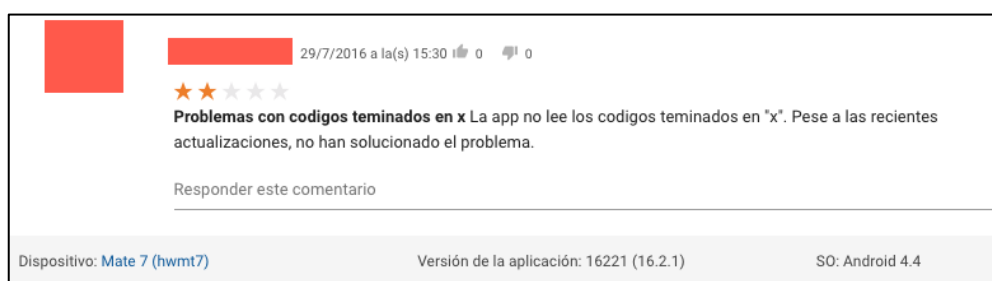 29/7/2016 a la(s) 15:30 0 0
Problemas con codigos teminados en x La app no lee los codigos teminados en "x". Pese a las recientes
actualizaciones, no han solucionado el problema.
Responder este comentario
Dispositivo: Mate 7 (hwmt7) Versión de la aplicación: 16221 (16.2.1) SO: Android 4.4